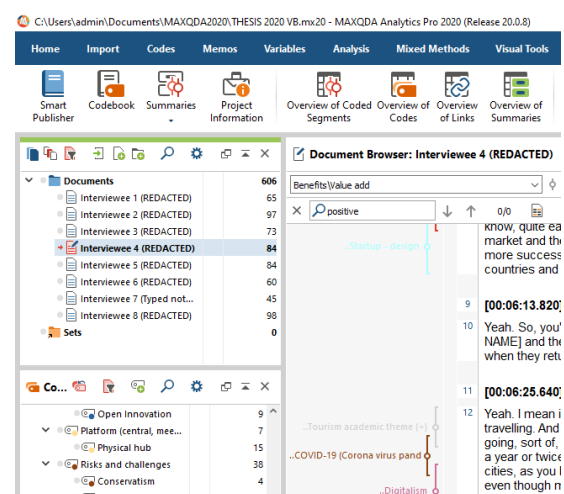 C:\Users\admin\Documents\MAXQDA2020\THESIS 2020 VB.mx20 - MAXQDA Analytics Pro 2020 (Release 20.0.8)
Home Import Codes Memos Variables Analysis Mixed Methods Visual Tools
Smart Publisher
Codebook
Summaries
Project Information
Overview of Coded Segments
Overview of Codes
Overview of Links
Overview of Summaries
Documents 606
Interviewee 1 (REDACTED) 65
Interviewee 2 (REDACTED) 97
Interviewee 3 (REDACTED) 73
Interviewee 4 (REDACTED) 84
Interviewee 5 (REDACTED) 84
Interviewee 6 (REDACTED) 60
Interviewee 7 (Typed not... 45
Interviewee 8 (REDACTED) 98
Sets 0
Co...
Open Innovation 9
Platform (central, mee... 7
Physical hub 15
Risks and challenges 38
Conservatism 4
Document Browser: Interviewee 4 (REDACTED)
Benefits\Value add
positive 0/0
know, quite ea
..Startup - design
market and the
more success
countries and
9 [00:06:13.820]
10 Yeah. So, you'
NAME] and the
when they retu
11 [00:06:25.640]
12 Yeah. I mean i
..Tourism academic theme (+)
travelling. And
going, sort of,
..COVID-19 (Corona virus pand
a year or twice
cities, as you l
..Digitalism
even though m